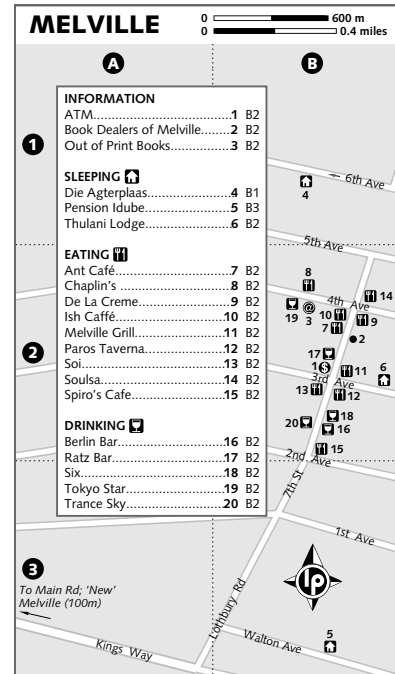 MELVILLE
0 600 m
0 0.4 miles
A B
1
INFORMATION
ATM..........................1 B2
Book Dealers of Melville.......2 B2
Out of Print Books.............3 B2
SLEEPING
Die Agterplaas.................4 B1
Pension Idube..................5 B3
Thulani Lodge..................6 B2
2
EATING
Ant Café.......................7 B2
Chaplin's .....................8 B2
De La Creme....................9 B2
Ish Caffé.....................10 B2
Melville Grill................11 B2
Paros Taverna.................12 B2
Soi...........................13 B2
Soulsa........................14 B2
Spiro's Cafe..................15 B2
DRINKING
Berlin Bar....................16 B2
Ratz Bar......................17 B2
Six...........................18 B2
Tokyo Star....................19 B2
Trance Sky....................20 B2
6th Ave
4
5th Ave
8
14
4th Ave
19 @ 3 10 9
7
2
17
1 $ 11 6
3rd Ave
13 12
18
20 16
15
2nd Ave
7th St
1st Ave
3
To Main Rd; 'New'
Melville (100m)
lp
Lothbury Rd
Kings Way
Walton Ave
5